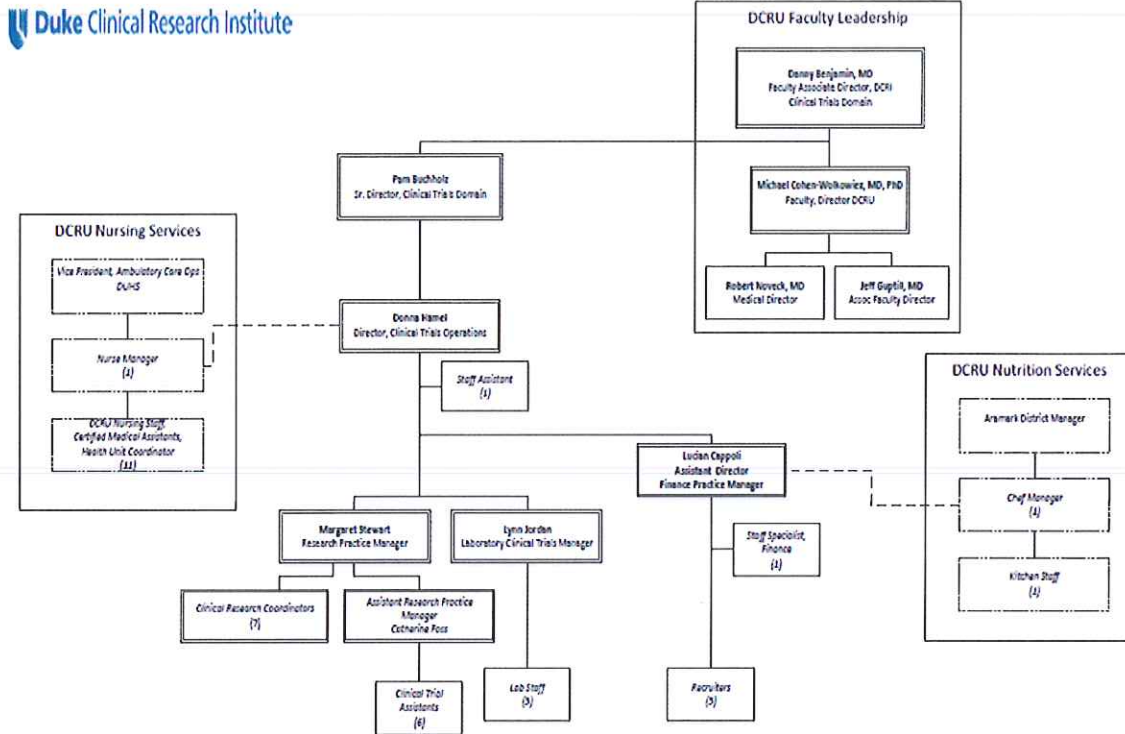 Duke Clinical Research Institute
DCRU Faculty Leadership
Danny Benjamin, MD
Faculty Associate Director, DCRI
Clinical Trials Domain
Pam Buchholz
Sr. Director, Clinical Trials Domain
Michael Cohen-Wolkowiez, MD, PhD
Faculty, Director DCRU
Robert Noveck, MD
Medical Director
Jeff Guptill, MD
Assoc Faculty Director
DCRU Nursing Services
Vice President, Ambulatory Care Ops
DUHS
Nurse Manager
(1)
DCRU Nursing Staff,
Certified Medical Assistants,
Health Unit Coordinator
(11)
Donna Hamel
Director, Clinical Trials Operations
Staff Assistant
(1)
DCRU Nutrition Services
Aramark District Manager
Chef Manager
(1)
Kitchen Staff
(1)
Lucian Cappoli
Assistant Director
Finance Practice Manager
Margaret Stewart
Research Practice Manager
Lynn Jordan
Laboratory Clinical Trials Manager
Staff Specialist,
Finance
(1)
Clinical Research Coordinators
(7)
Assistant Research Practice
Manager
Catherine Foss
Clinical Trial
Assistants
(6)
Lab Staff
Recruiters